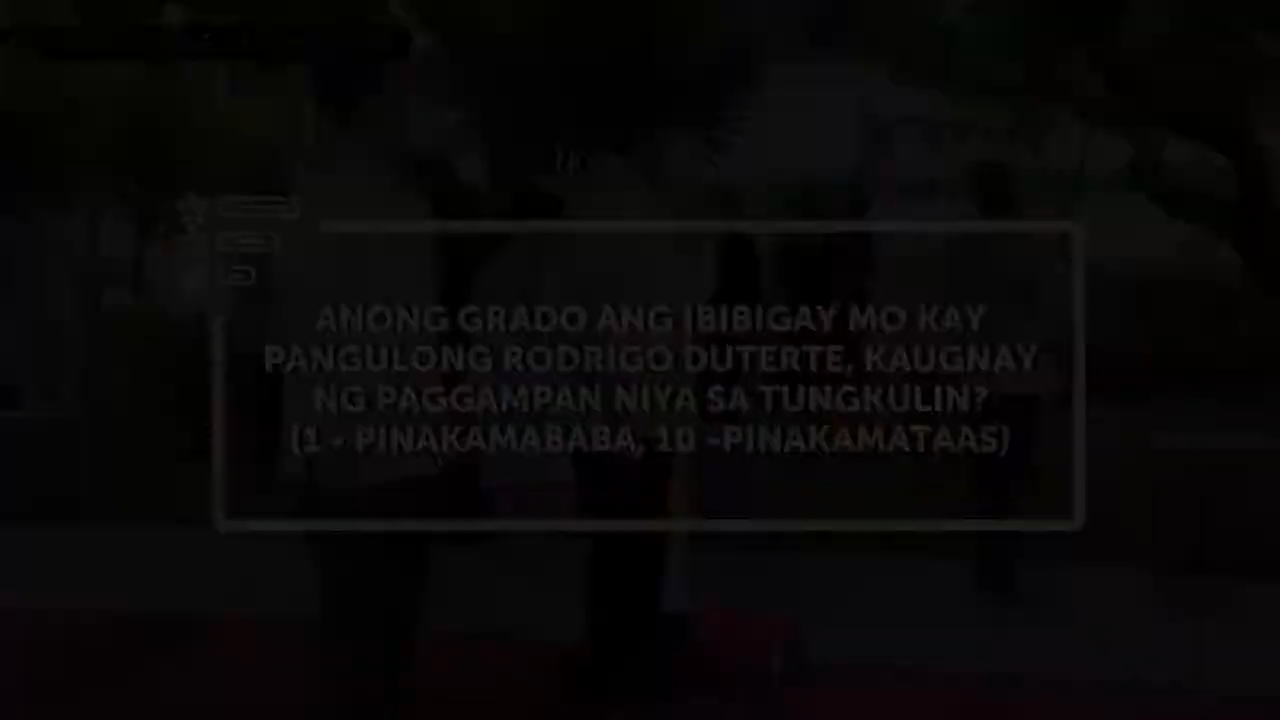 ANONG GRADO ANG IBIBIGAY MO KAY
PANGULONG RODRIGO DUTERTE, KAUGNAY
NG PAGGAMPAN NIYA SA TUNGKULIN?
(1 - PINAKAMABABA, 10 -PINAKAMATAAS)